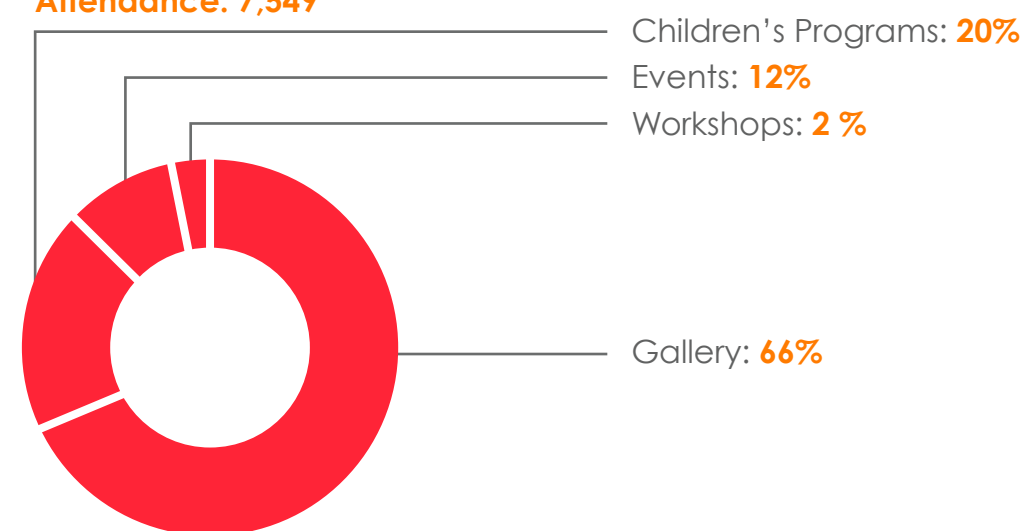 Attendance: 7,549
Children’s Programs: 20%
Events: 12%
Workshops: 2 %
Gallery: 66%